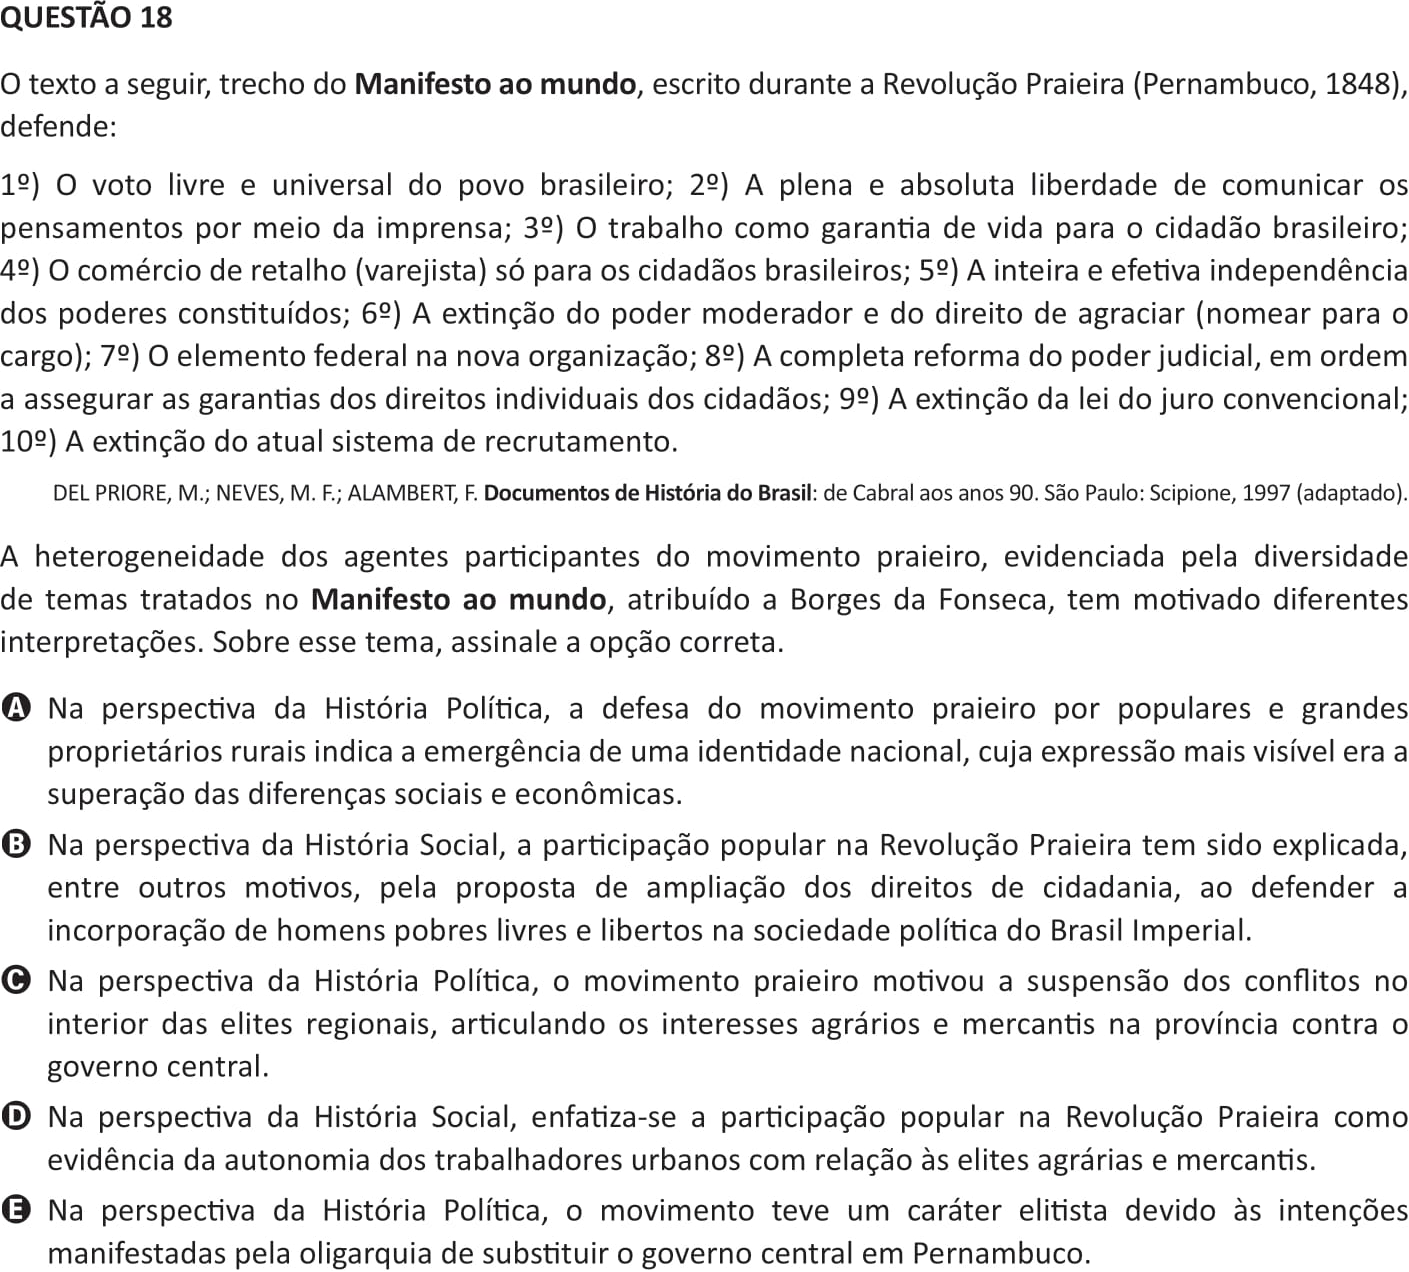 QUESTÃO 18
O texto a seguir, trecho do Manifesto ao mundo, escrito durante a Revolução Praieira (Pernambuco, 1848),
defende:
1º) O voto livre e universal do povo brasileiro; 2º) A plena e absoluta liberdade de comunicar os
pensamentos por meio da imprensa; 3º) O trabalho como garantia de vida para o cidadão brasileiro;
4º) O comércio de retalho (varejista) só para os cidadãos brasileiros; 5º) A inteira e efetiva independência
dos poderes constituídos; 6º) A extinção do poder moderador e do direito de agraciar (nomear para o
cargo); 7º) O elemento federal na nova organização; 8º) A completa reforma do poder judicial, em ordem
a assegurar as garantias dos direitos individuais dos cidadãos; 9º) A extinção da lei do juro convencional;
10º) A extinção do atual sistema de recrutamento.
DEL PRIORE, M.; NEVES, M. F.; ALAMBERT, F. Documentos de História do Brasil: de Cabral aos anos 90. São Paulo: Scipione, 1997 (adaptado).
A heterogeneidade dos agentes participantes do movimento praieiro, evidenciada pela diversidade
de temas tratados no Manifesto ao mundo, atribuído a Borges da Fonseca, tem motivado diferentes
interpretações. Sobre esse tema, assinale a opção correta.
A Na perspectiva da História Política, a defesa do movimento praieiro por populares e grandes
proprietários rurais indica a emergência de uma identidade nacional, cuja expressão mais visível era a
superação das diferenças sociais e econômicas.
B Na perspectiva da História Social, a participação popular na Revolução Praieira tem sido explicada,
entre outros motivos, pela proposta de ampliação dos direitos de cidadania, ao defender a
incorporação de homens pobres livres e libertos na sociedade política do Brasil Imperial.
C Na perspectiva da História Política, o movimento praieiro motivou a suspensão dos conflitos no
interior das elites regionais, articulando os interesses agrários e mercantis na província contra o
governo central.
D Na perspectiva da História Social, enfatiza-se a participação popular na Revolução Praieira como
evidência da autonomia dos trabalhadores urbanos com relação às elites agrárias e mercantis.
E Na perspectiva da História Política, o movimento teve um caráter elitista devido às intenções
manifestadas pela oligarquia de substituir o governo central em Pernambuco.